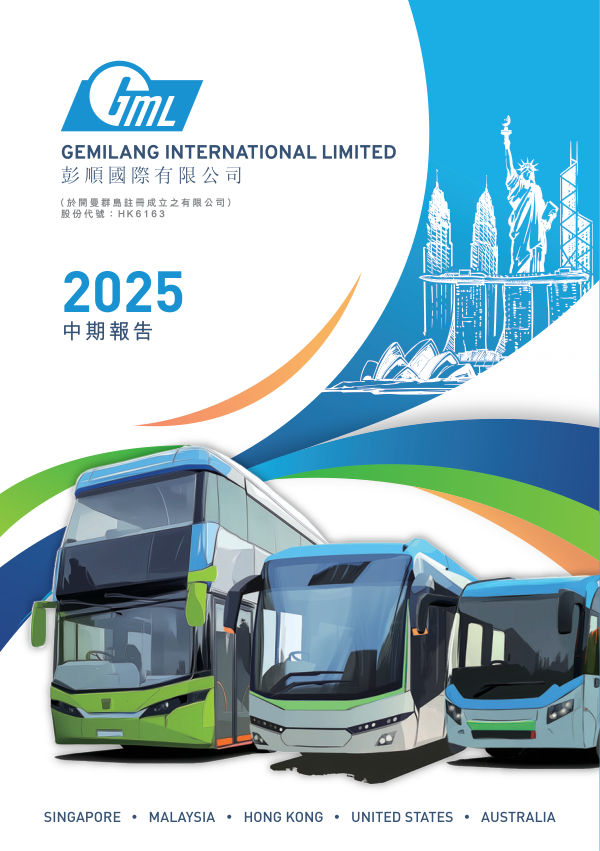 GML
GEMILANG INTERNATIONAL LIMITED
彭順國際有限公司
（於開曼群島註冊成立之有限公司）
股份代號：HK6163
2025
中期報告
SINGAPORE • MALAYSIA • HONG KONG • UNITED STATES • AUSTRALIA